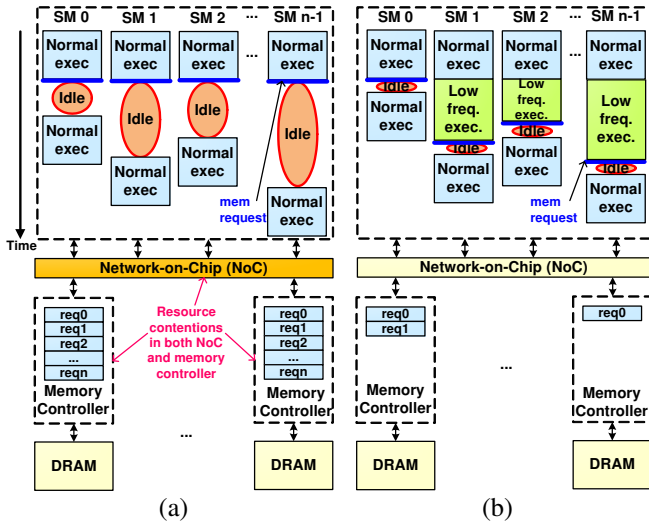 SM 0 SM 1 SM 2 ... SM n-1
Normal exec
Normal exec
Normal exec
...
Normal exec
Idle
Idle
Idle
Idle
Normal exec
Normal exec
Normal exec
Normal exec
mem request
Time
Network-on-Chip (NoC)
req0
req1
req2
...
reqn
Memory
Controller
Resource
contentions
in both NoC
and memory
controller
req0
req1
req2
...
reqn
Memory
Controller
DRAM
...
DRAM
(a)
SM 0 SM 1 SM 2 ... SM n-1
Normal exec
Normal exec
Normal exec
...
Normal exec
Idle
Normal exec
Low freq. exec.
Idle
Normal exec
Low freq. exec.
Idle
Normal exec
Low freq. exec.
Idle
Normal exec
mem request
Network-on-Chip (NoC)
req0
req1
Memory
Controller
...
req0
Memory
Controller
DRAM
DRAM
(b)